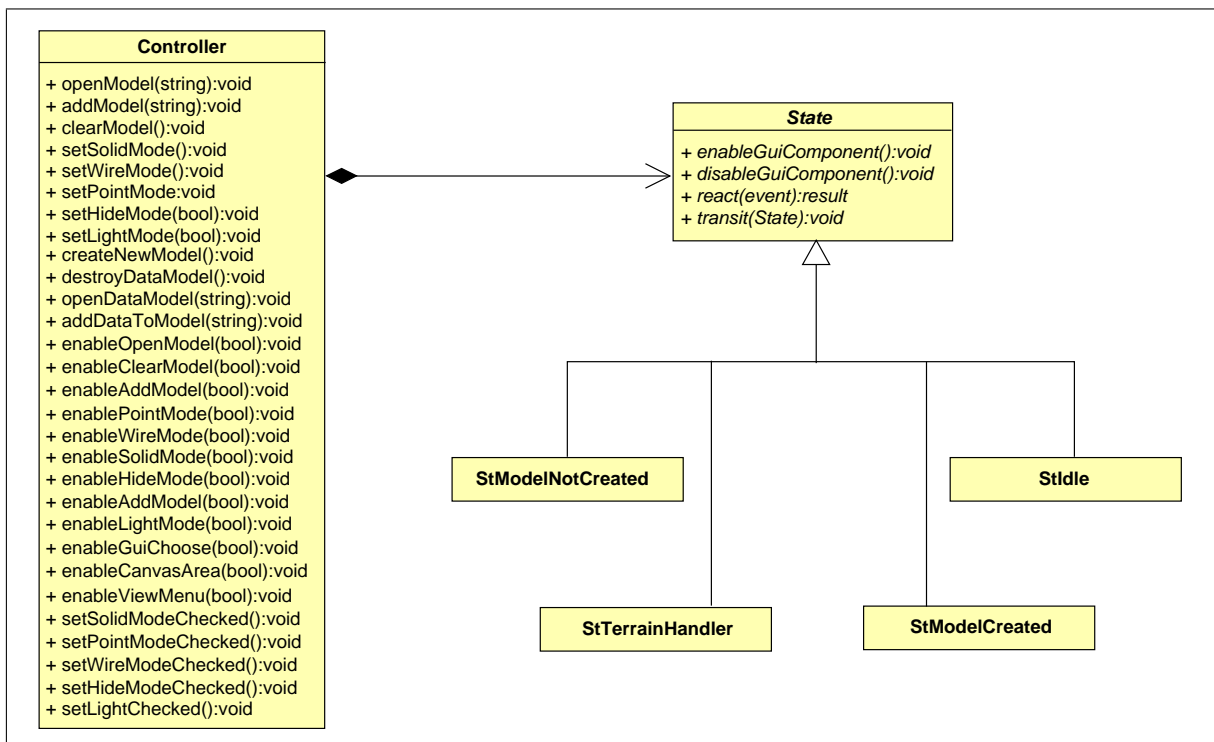 Controller
+ openModel(string):void
+ addModel(string):void
+ clearModel():void
+ setSolidMode():void
+ setWireMode():void
+ setPointMode:void
+ setHideMode(bool):void
+ setLightMode(bool):void
+ createNewModel():void
+ destroyDataModel():void
+ openDataModel(string):void
+ addDataToModel(string):void
+ enableOpenModel(bool):void
+ enableClearModel(bool):void
+ enableAddModel(bool):void
+ enablePointMode(bool):void
+ enableWireMode(bool):void
+ enableSolidMode(bool):void
+ enableHideMode(bool):void
+ enableAddModel(bool):void
+ enableLightMode(bool):void
+ enableGuiChoose(bool):void
+ enableCanvasArea(bool):void
+ enableViewMenu(bool):void
+ setSolidModeChecked():void
+ setPointModeChecked():void
+ setWireModeChecked():void
+ setHideModeChecked():void
+ setLightChecked():void
State
+ enableGuiComponent():void
+ disableGuiComponent():void
+ react(event):result
+ transit(State):void
StModelNotCreated
StIdle
StTerrainHandler
StModelCreated